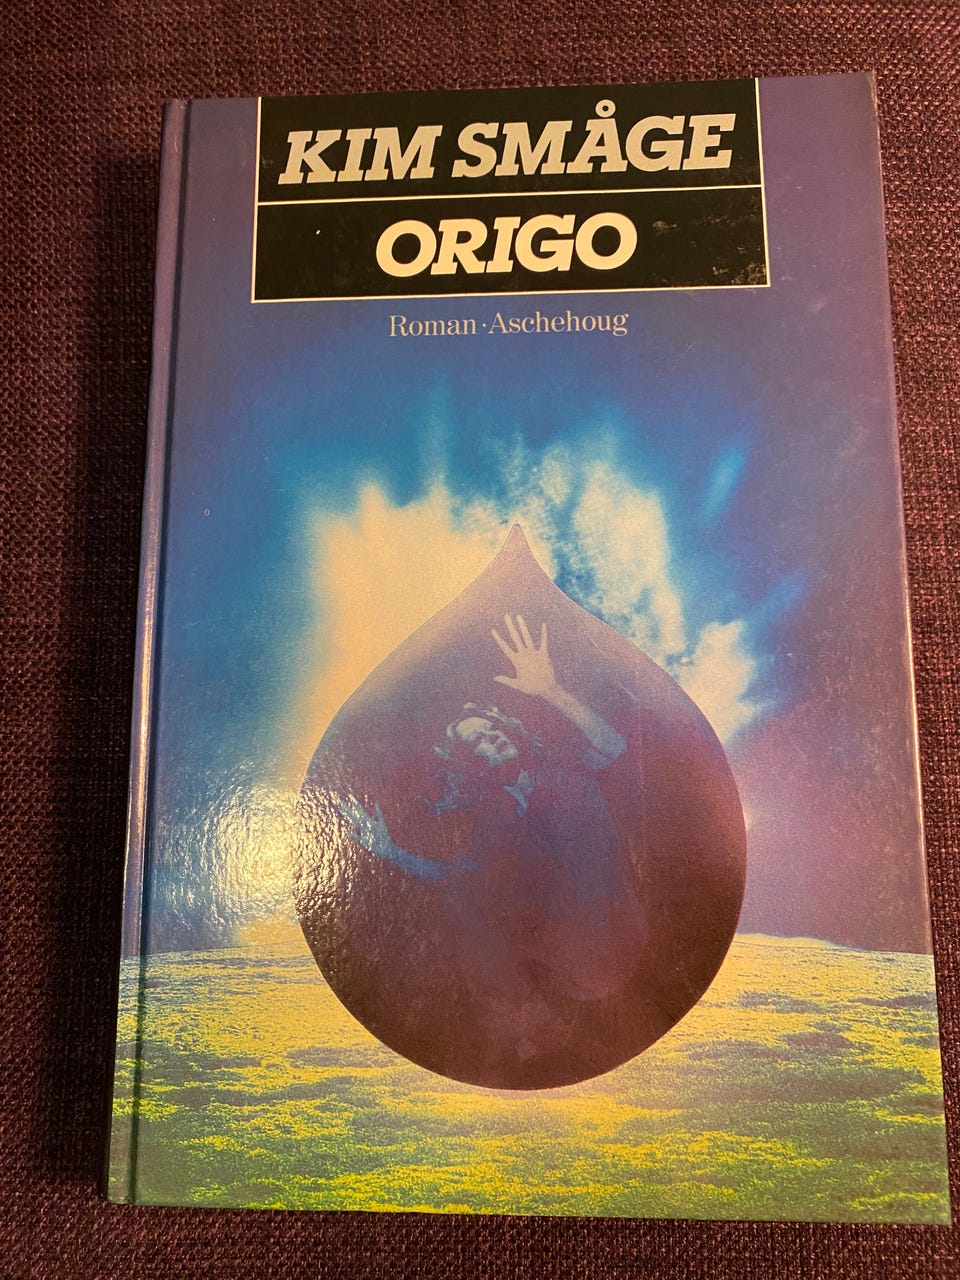 KIM SMÅGE
ORIGO
Roman · Aschehoug